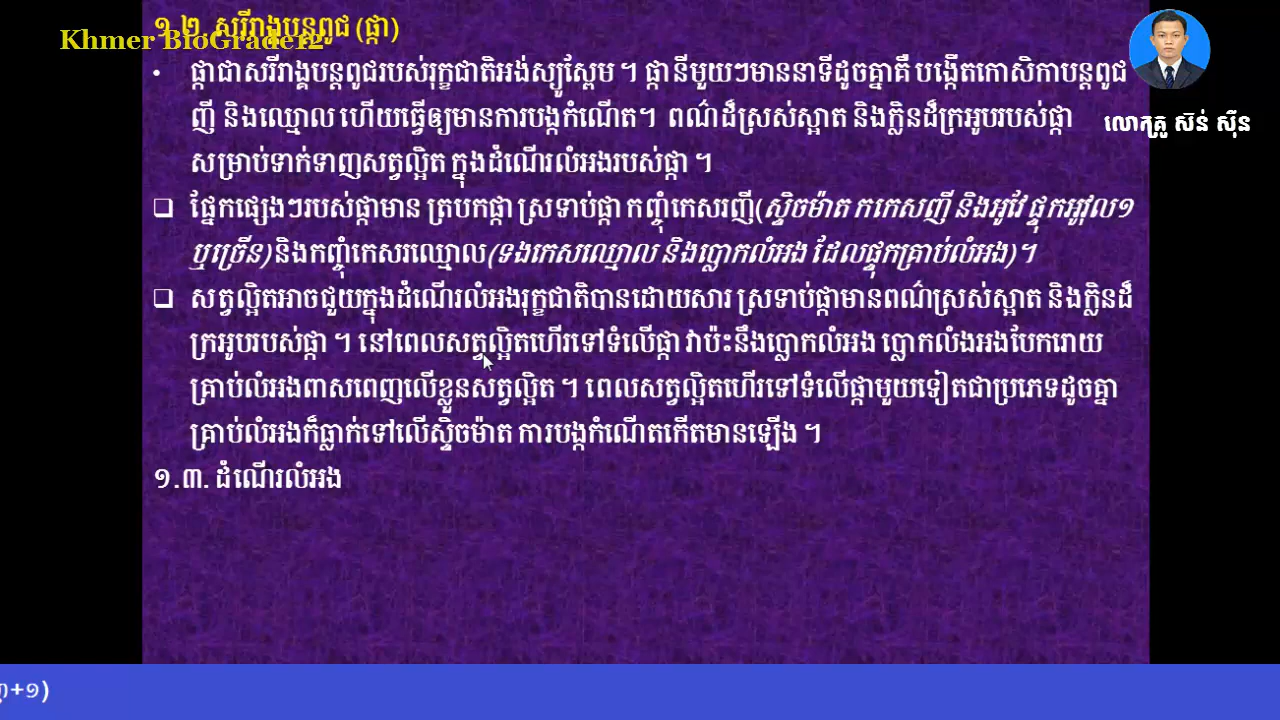 ១.២. សរីរាង្គបន្តពូជ (ផ្កា)
Khmer BioGrade12
• ផ្កាជាសរីរាង្គបន្តពូជរបស់រុក្ខជាតិអង់ស្យូស្ពែម ។ ផ្កានីមួយៗមាននាទីដូចគ្នាគឺ បង្កើតកោសិកាបន្តពូជ
ញី និងឈ្មោល ហើយធ្វើឲ្យមានការបង្កកំណើត។ ពណ៌ដ៏ស្រស់ស្អាត និងក្លិនដ៏ក្រអូបរបស់ផ្កា
សម្រាប់ទាក់ទាញសត្វល្អិត ក្នុងដំណើរលំអងរបស់ផ្កា ។
លោកគ្រូ ស៊ន់ ស៊ីន
❑ ផ្នែកផ្សេងៗរបស់ផ្កាមាន ត្របកផ្កា ស្រទាប់ផ្កា កញ្ចុំកេសរញី(ស្ទិចម៉ាត កកេសញី និងអូវែ ផ្ទុកអូវុល១
ឬច្រើន)និងកញ្ចុំកេសរឈ្មោល(ទងកេសឈ្មោល និងប្លោកលំអង ដែលផ្ទុកគ្រាប់លំអង)។
❑ សត្វល្អិតអាចជួយក្នុងដំណើរលំអងរុក្ខជាតិបានដោយសារ ស្រទាប់ផ្កាមានពណ៌ស្រស់ស្អាត និងក្លិនដ៏
ក្រអូបរបស់ផ្កា ។ នៅពេលសត្វល្អិតហើរទៅទំលើផ្កា វាប៉ះនឹងប្លោកលំអង ប្លោកលំងអងបែករោយ
គ្រាប់លំអងពាសពេញលើខ្លួនសត្វល្អិត ។ ពេលសត្វល្អិតហើរទៅទំលើផ្កាមួយទៀតជាប្រភេទដូចគ្នា
គ្រាប់លំអងក៏ធ្លាក់ទៅលើស្ទិចម៉ាត ការបង្កកំណើតកើតមានឡើង ។
១.៣. ដំណើរលំអង
+១)